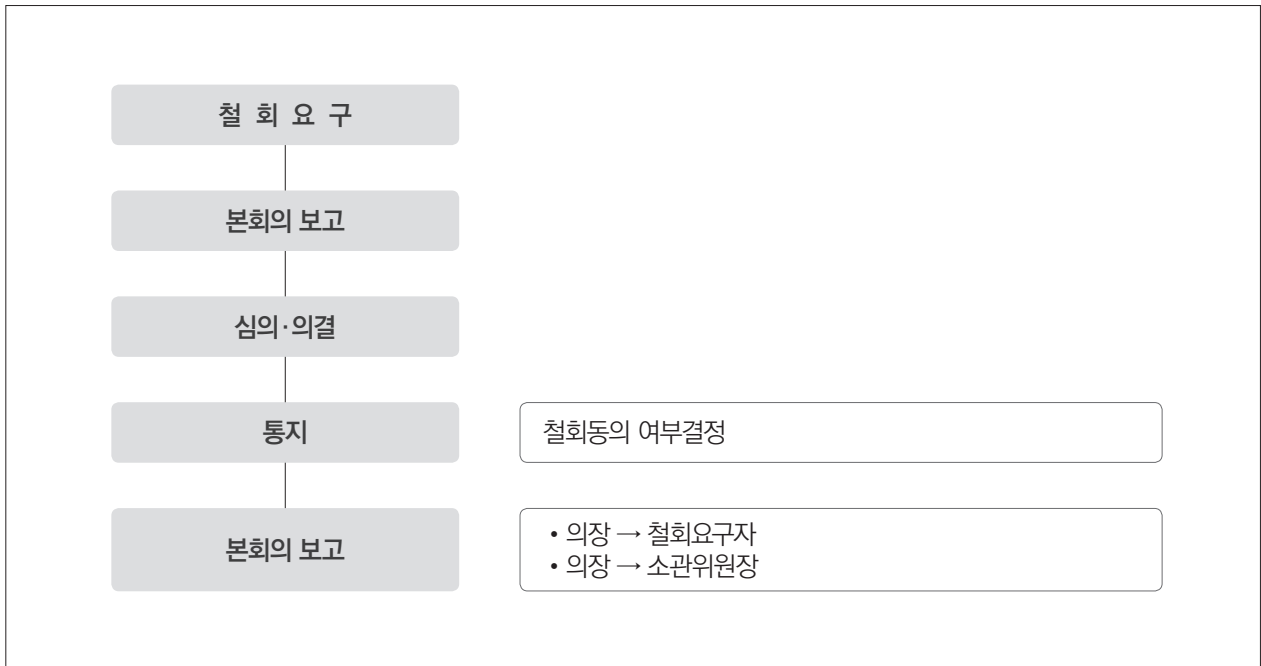 철 회 요 구
본회의 보고
심의·의결
통지
철회동의 여부결정
본회의 보고
• 의장 → 철회요구자
• 의장 → 소관위원장